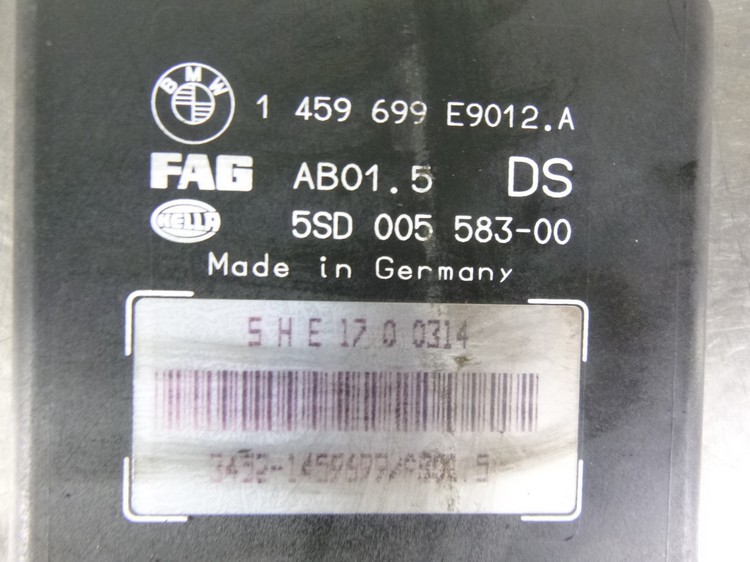 BMW 1 459 699 E9012.A
FAG AB01.5 DS
HELLA 5SD 005 583-00
Made in Germany
5 H E 17 0 0314